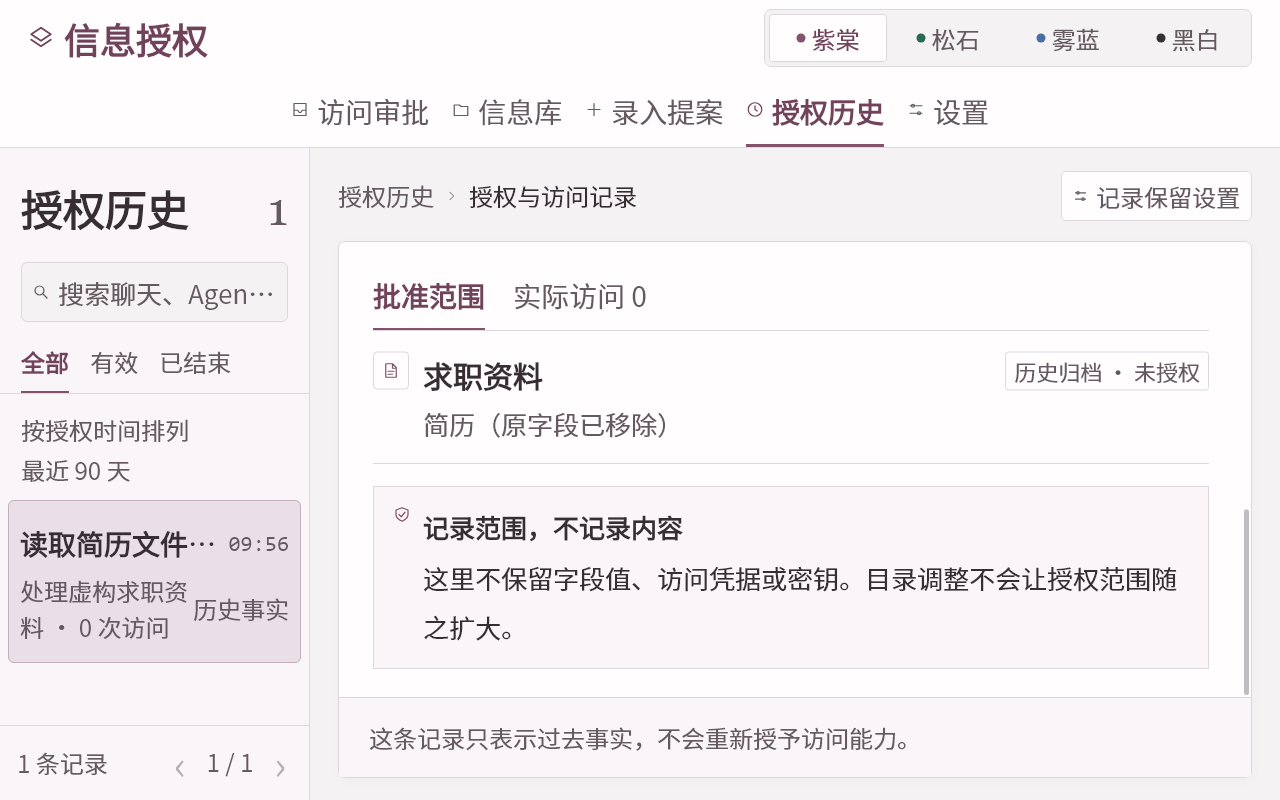 信息授权
紫棠 松石 雾蓝 黑白
访问审批 信息库 录入提案 授权历史 设置
授权历史 1
搜索聊天、Agen···
全部 有效 已结束
按授权时间排列
最近 90 天
读取简历文件··· 09:56
处理虚构求职资
料 · 0 次访问
历史事实
1 条记录
1 / 1
授权历史 › 授权与访问记录
记录保留设置
批准范围 实际访问 0
求职资料
历史归档 · 未授权
简历（原字段已移除）
记录范围，不记录内容
这里不保留字段值、访问凭据或密钥。目录调整不会让授权范围随
之扩大。
这条记录只表示过去事实，不会重新授予访问能力。